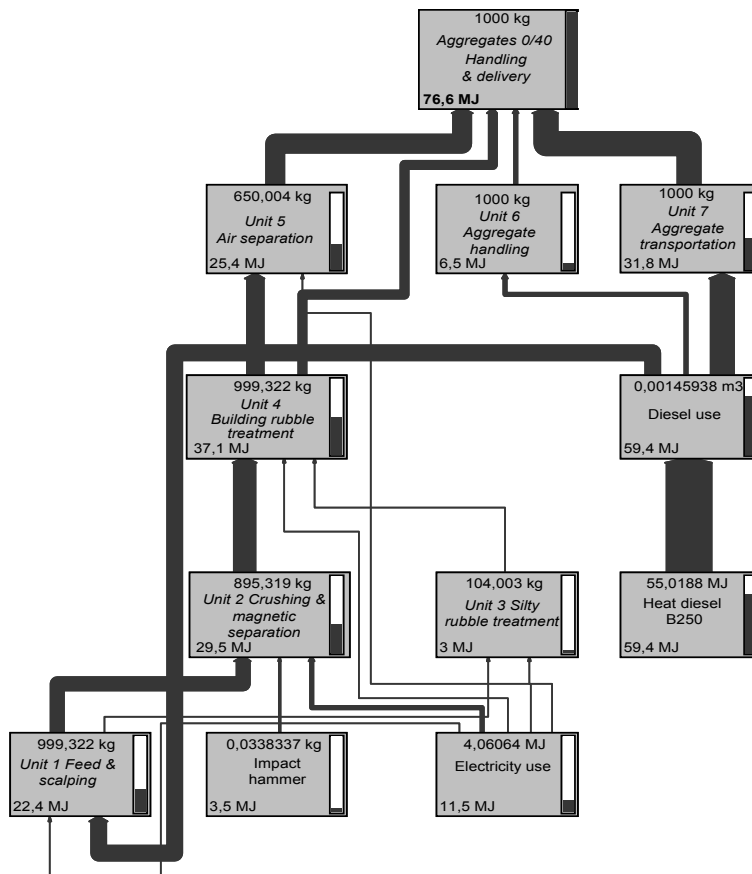 1000 kg
Aggregates 0/40
Handling
& delivery
76,6 MJ
650,004 kg
Unit 5
Air separation
25,4 MJ
1000 kg
Unit 6
Aggregate
handling
6,5 MJ
1000 kg
Unit 7
Aggregate
transportation
31,8 MJ
999,322 kg
Unit 4
Building rubble
treatment
37,1 MJ
0,00145938 m3
Diesel use
59,4 MJ
895,319 kg
Unit 2 Crushing &
magnetic
separation
29,5 MJ
104,003 kg
Unit 3 Silty
rubble treatment
3 MJ
55,0188 MJ
Heat diesel
B250
59,4 MJ
999,322 kg
Unit 1 Feed &
scalping
22,4 MJ
0,0338337 kg
Impact
hammer
3,5 MJ
4,06064 MJ
Electricity use
11,5 MJ